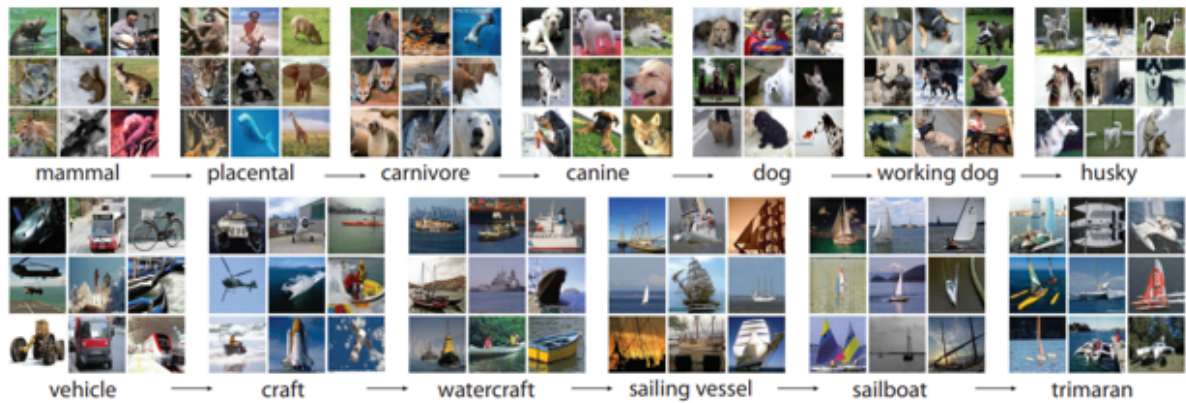 mammal → placental → carnivore → canine → dog → working dog → husky
vehicle → craft → watercraft → sailing vessel → sailboat → trimaran